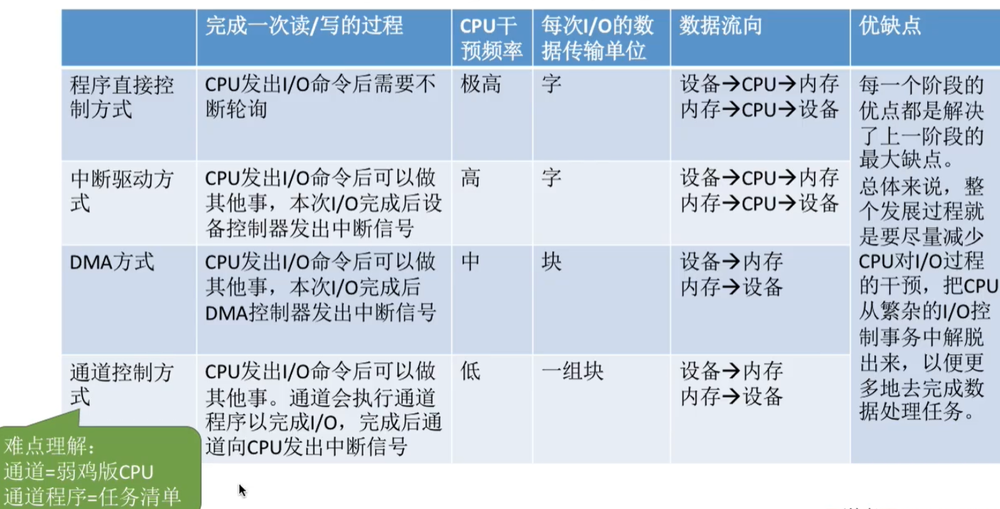 完成一次读/写的过程
CPU干
预频率
每次I/O的数
据传输单位
数据流向
优缺点
程序直接控
制方式
CPU发出I/O命令后需要不
断轮询
极高
字
设备→CPU→内存
内存→CPU→设备
每一个阶段的
优点都是解决
了上一阶段的
最大缺点。
总体来说，整
个发展过程就
是要尽量减少
CPU对I/O过程
的干预，把CPU
从繁杂的I/O控
制事务中解脱
出来，以便更
多地去完成数
据处理任务。
中断驱动方
式
CPU发出I/O命令后可以做
其他事，本次I/O完成后设
备控制器发出中断信号
高
字
设备→CPU→内存
内存→CPU→设备
DMA方式
CPU发出I/O命令后可以做
其他事，本次I/O完成后
DMA控制器发出中断信号
中
块
设备→内存
内存→设备
通道控制方
式
CPU发出I/O命令后可以做
其他事。通道会执行通道
程序以完成I/O，完成后通
道向CPU发出中断信号
低
一组块
设备→内存
内存→设备
难点理解：
通道=弱鸡版CPU
通道程序=任务清单